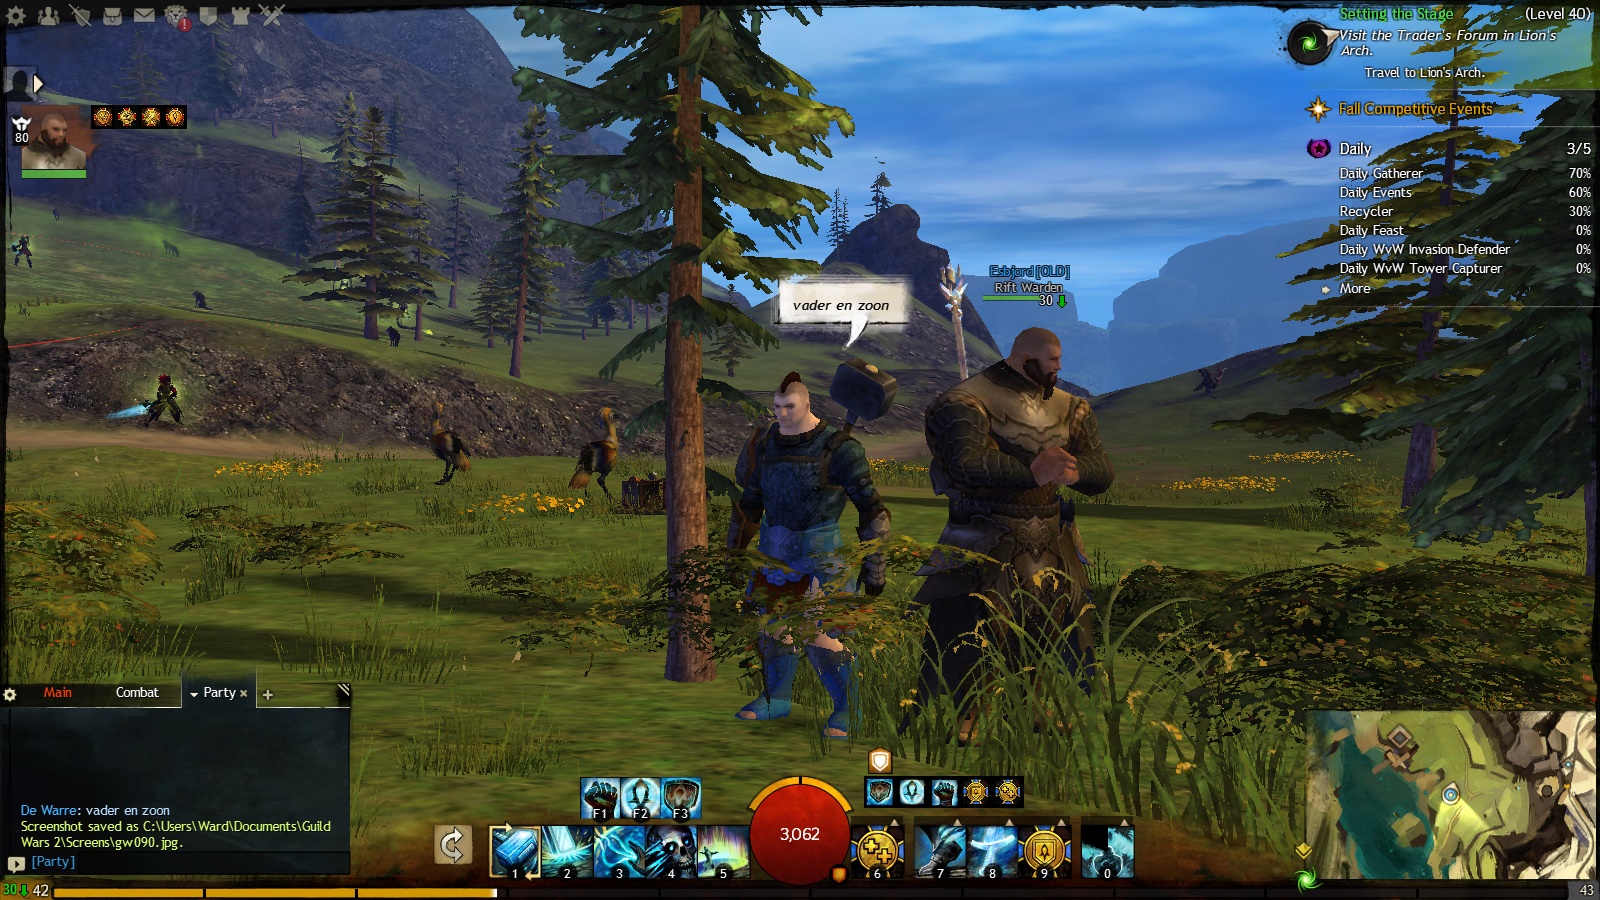 Setting the Stage
(Level 40)
Visit the Trader's Forum in Lion's
Arch.
Travel to Lion's Arch.
Fall Competitive Events
Daily
3/5
Daily Gatherer 70%
Daily Events 60%
Recycler 30%
Daily Feast 0%
Daily WvW Invasion Defender 0%
Daily WvW Tower Capturer 0%
More
80
Esbjord [OLD]
Rift Warden
30
vader en zoon
Main
Combat
Party
De Warre: vader en zoon
Screenshot saved as C:\Users\Ward\Documents\Guild
Wars 2\Screens\gw090.jpg.
[Party]
F1 F2 F3
3,062
1 2 3 4 5 6 7 8 9 0
30 42
43